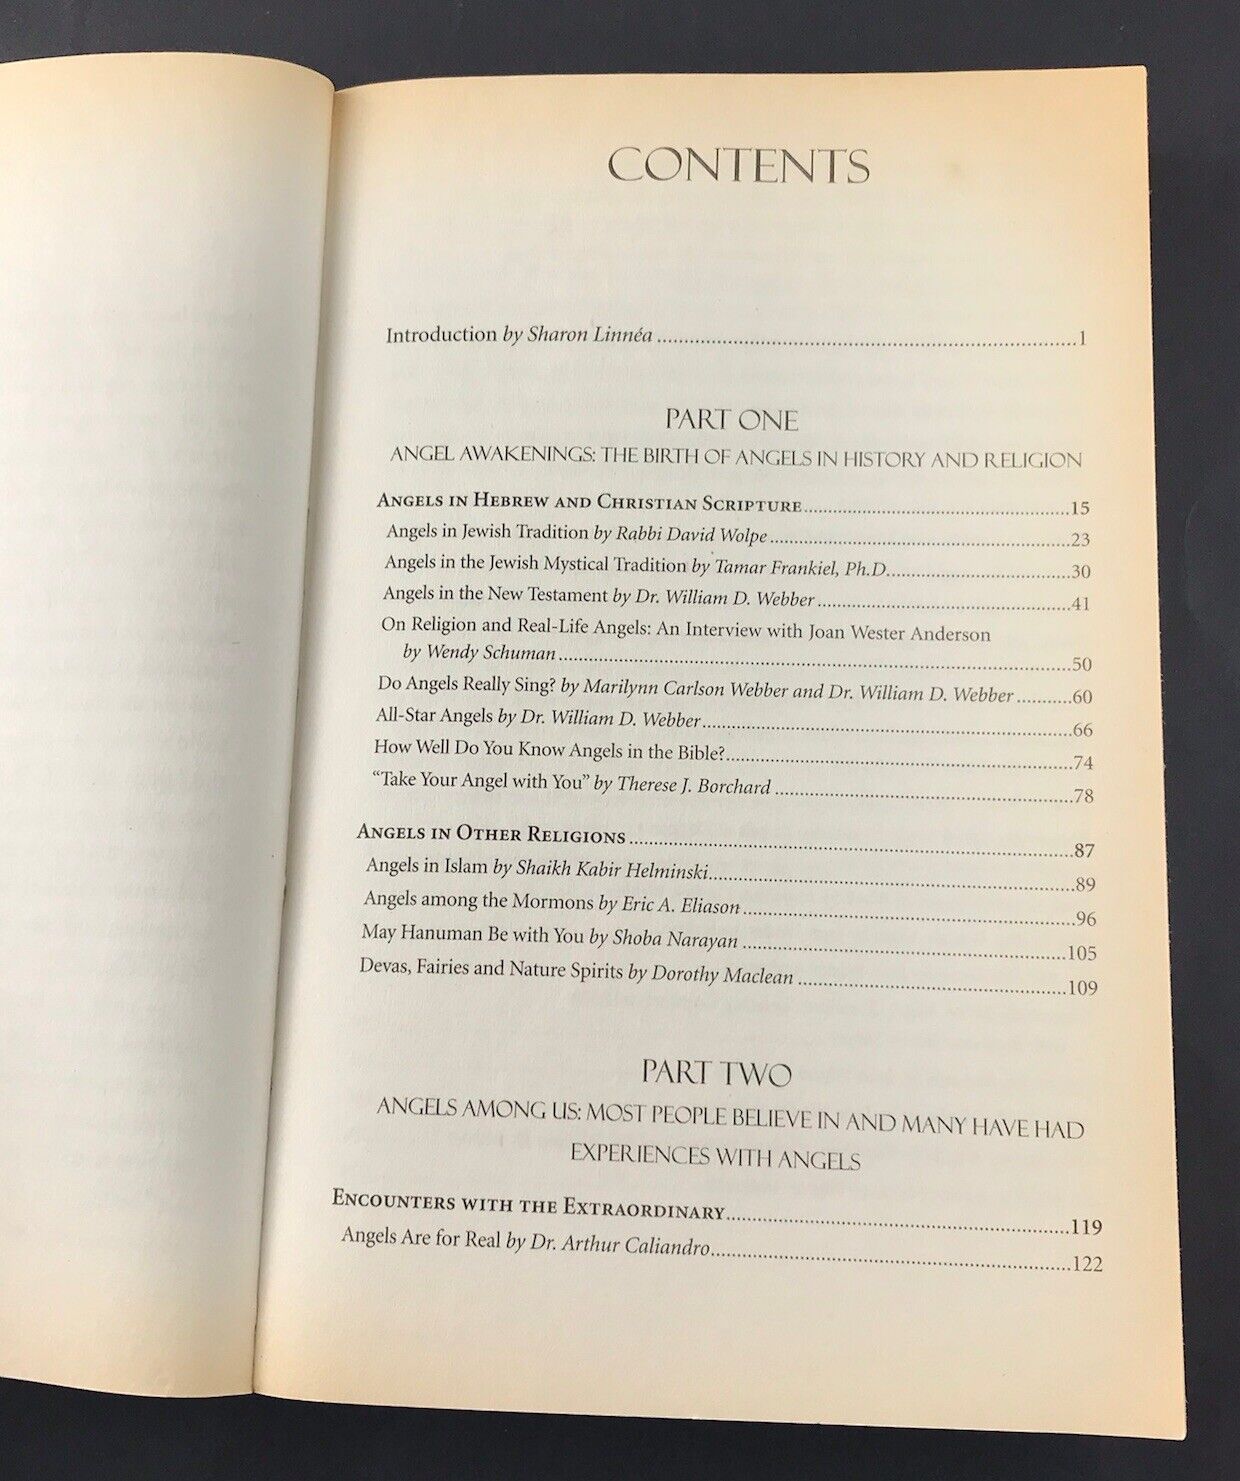 CONTENTS
Introduction by Sharon Linnéa ........................................................................1
PART ONE
ANGEL AWAKENINGS: THE BIRTH OF ANGELS IN HISTORY AND RELIGION
ANGELS IN HEBREW AND CHRISTIAN SCRIPTURE................................................15
Angels in Jewish Tradition by Rabbi David Wolpe ......................................................23
Angels in the Jewish Mystical Tradition by Tamar Frankiel, Ph.D.................................30
Angels in the New Testament by Dr. William D. Webber .............................................41
On Religion and Real-Life Angels: An Interview with Joan Wester Anderson
by Wendy Schuman ...............................................................................................50
Do Angels Really Sing? by Marilynn Carlson Webber and Dr. William D. Webber ..........60
All-Star Angels by Dr. William D. Webber..................................................................66
How Well Do You Know Angels in the Bible?..............................................................74
“Take Your Angel with You” by Therese J. Borchard .....................................................78
ANGELS IN OTHER RELIGIONS ..............................................................................87
Angels in Islam by Shaikh Kabir Helminski..................................................................89
Angels among the Mormons by Eric A. Eliason ............................................................96
May Hanuman Be with You by Shoba Narayan ..........................................................105
Devas, Fairies and Nature Spirits by Dorothy Maclean ................................................109
PART TWO
ANGELS AMONG US: MOST PEOPLE BELIEVE IN AND MANY HAVE HAD
EXPERIENCES WITH ANGELS
ENCOUNTERS WITH THE EXTRAORDINARY..............................................................119
Angels Are for Real by Dr. Arthur Caliandro.................................................................122